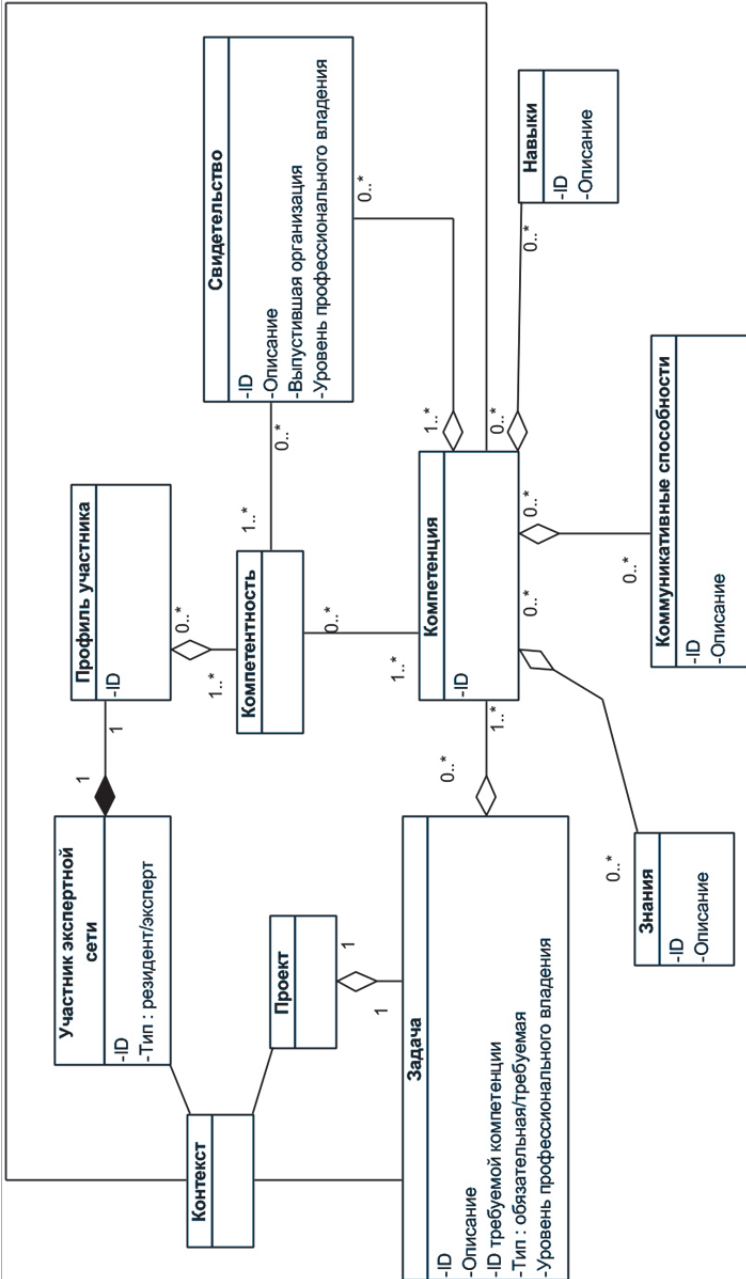 Участник экспертной
сети
-ID
-Тип : резидент/эксперт
1
1
Профиль участника
-ID
0..*
1..*
Свидетельство
-ID
-Описание
-Выпустившая организация
-Уровень профессионального владения
0..*
0..*
1..*
Контекст
Проект
1
1
Компетентность
0..*
1..*
Задача
-ID
-Описание
-ID требуемой компетенции
-Тип : обязательная/требуемая
-Уровень профессионального владения
0..*
1..*
Компетенция
-ID
1..*
0..*
0..*
0..*
Навыки
-ID
-Описание
0..*
Знания
-ID
-Описание
0..*
Коммуникативные способности
-ID
-Описание
0..*